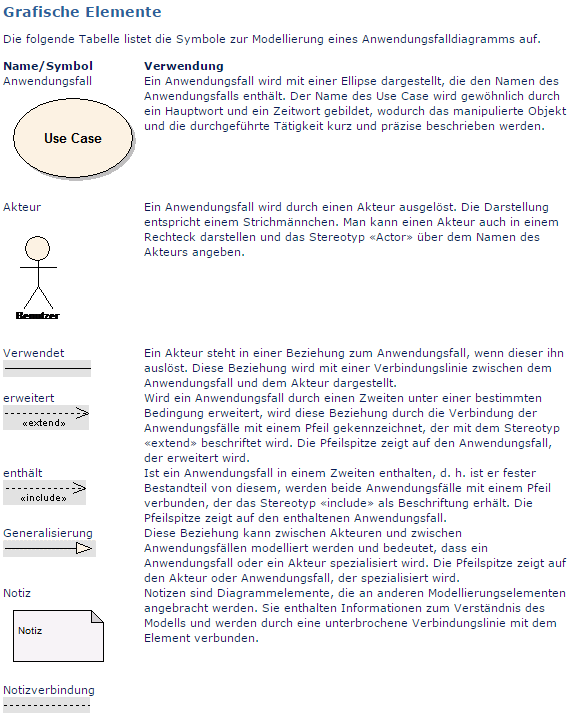 Grafische Elemente
Die folgende Tabelle listet die Symbole zur Modellierung eines Anwendungsfalldiagramms auf.
Name/Symbol Verwendung
Anwendungsfall Ein Anwendungsfall wird mit einer Ellipse dargestellt, die den Namen des
Anwendungsfalls enthält. Der Name des Use Case wird gewöhnlich durch
ein Hauptwort und ein Zeitwort gebildet, wodurch das manipulierte Objekt
und die durchgeführte Tätigkeit kurz und präzise beschrieben werden.
Use Case
Akteur Ein Anwendungsfall wird durch einen Akteur ausgelöst. Die Darstellung
entspricht einem Strichmännchen. Man kann einen Akteur auch in einem
Rechteck darstellen und das Stereotyp «Actor» über dem Namen des
Akteurs angeben.
Benutzer
Verwendet Ein Akteur steht in einer Beziehung zum Anwendungsfall, wenn dieser ihn
auslöst. Diese Beziehung wird mit einer Verbindungslinie zwischen dem
Anwendungsfall und dem Akteur dargestellt.
erweitert Wird ein Anwendungsfall durch einen Zweiten unter einer bestimmten
Bedingung erweitert, wird diese Beziehung durch die Verbindung der
«extend» Anwendungsfälle mit einem Pfeil gekennzeichnet, der mit dem Stereotyp
«extend» beschriftet wird. Die Pfeilspitze zeigt auf den Anwendungsfall,
der erweitert wird.
enthält Ist ein Anwendungsfall in einem Zweiten enthalten, d. h. ist er fester
Bestandteil von diesem, werden beide Anwendungsfälle mit einem Pfeil
«include» verbunden, der das Stereotyp «include» als Beschriftung erhält. Die
Pfeilspitze zeigt auf den enthaltenen Anwendungsfall.
Generalisierung Diese Beziehung kann zwischen Akteuren und zwischen
Anwendungsfällen modelliert werden und bedeutet, dass ein
Anwendungsfall oder ein Akteur spezialisiert wird. Die Pfeilspitze zeigt auf
den Akteur oder Anwendungsfall, der spezialisiert wird.
Notiz Notizen sind Diagrammelemente, die an anderen Modellierungselementen
angebracht werden. Sie enthalten Informationen zum Verständnis des
Modells und werden durch eine unterbrochene Verbindungslinie mit dem
Element verbunden.
Notiz
Notizverbindung